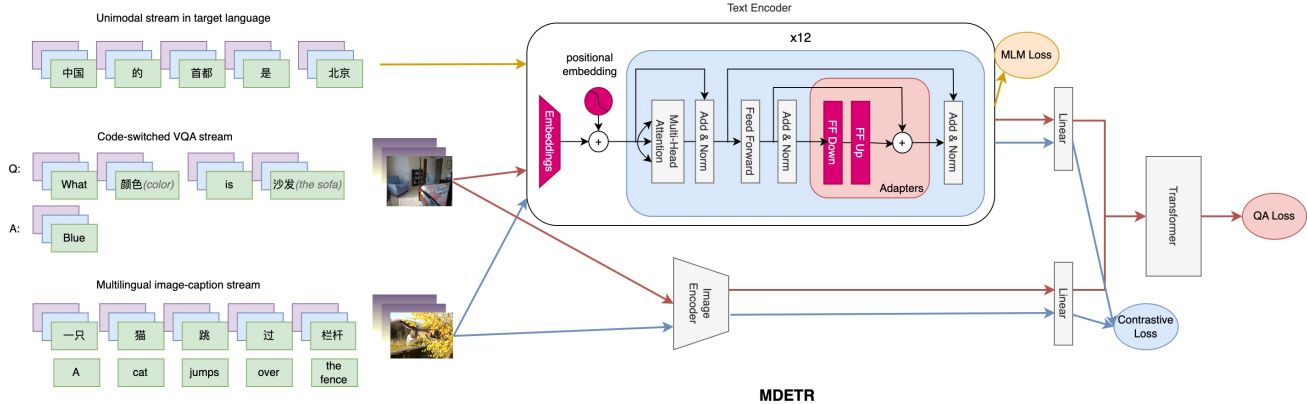 Unimodal stream in target language
中国 的 首都 是 北京
Code-switched VQA stream
Q: What 颜色(color) is 沙发(the sofa)
A: Blue
Multilingual image-caption stream
一只 猫 跳 过 栏杆
A cat jumps over the fence
Text Encoder
x12
positional embedding
Embeddings
+
Multi-Head Attention
Add & Norm
Feed Forward
Add & Norm
FF Down
FF Up
+
Adapters
Add & Norm
MLM Loss
Linear
Image Encoder
Linear
Transformer
QA Loss
Contrastive Loss
MDETR